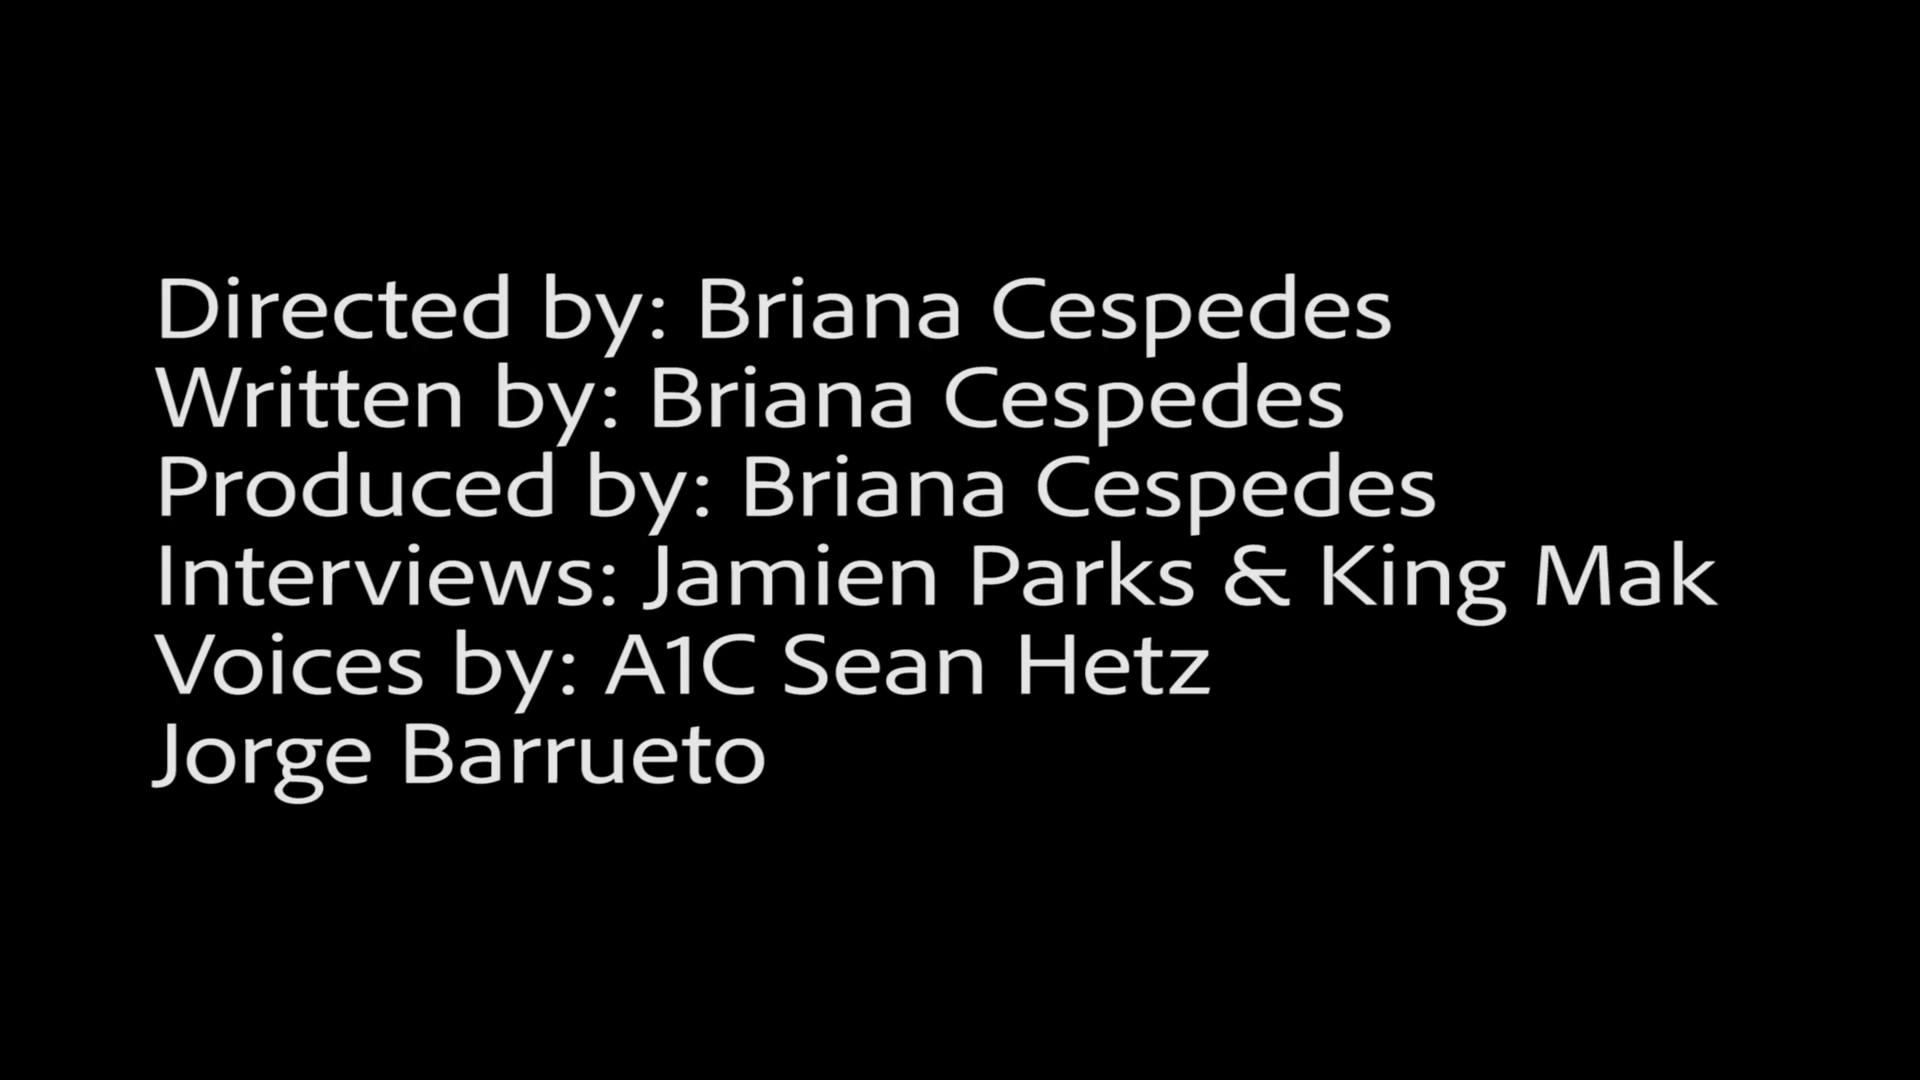 Directed by: Briana Cespedes
Written by: Briana Cespedes
Produced by: Briana Cespedes
Interviews: Jamien Parks & King Mak
Voices by: A1C Sean Hetz
Jorge Barrueto